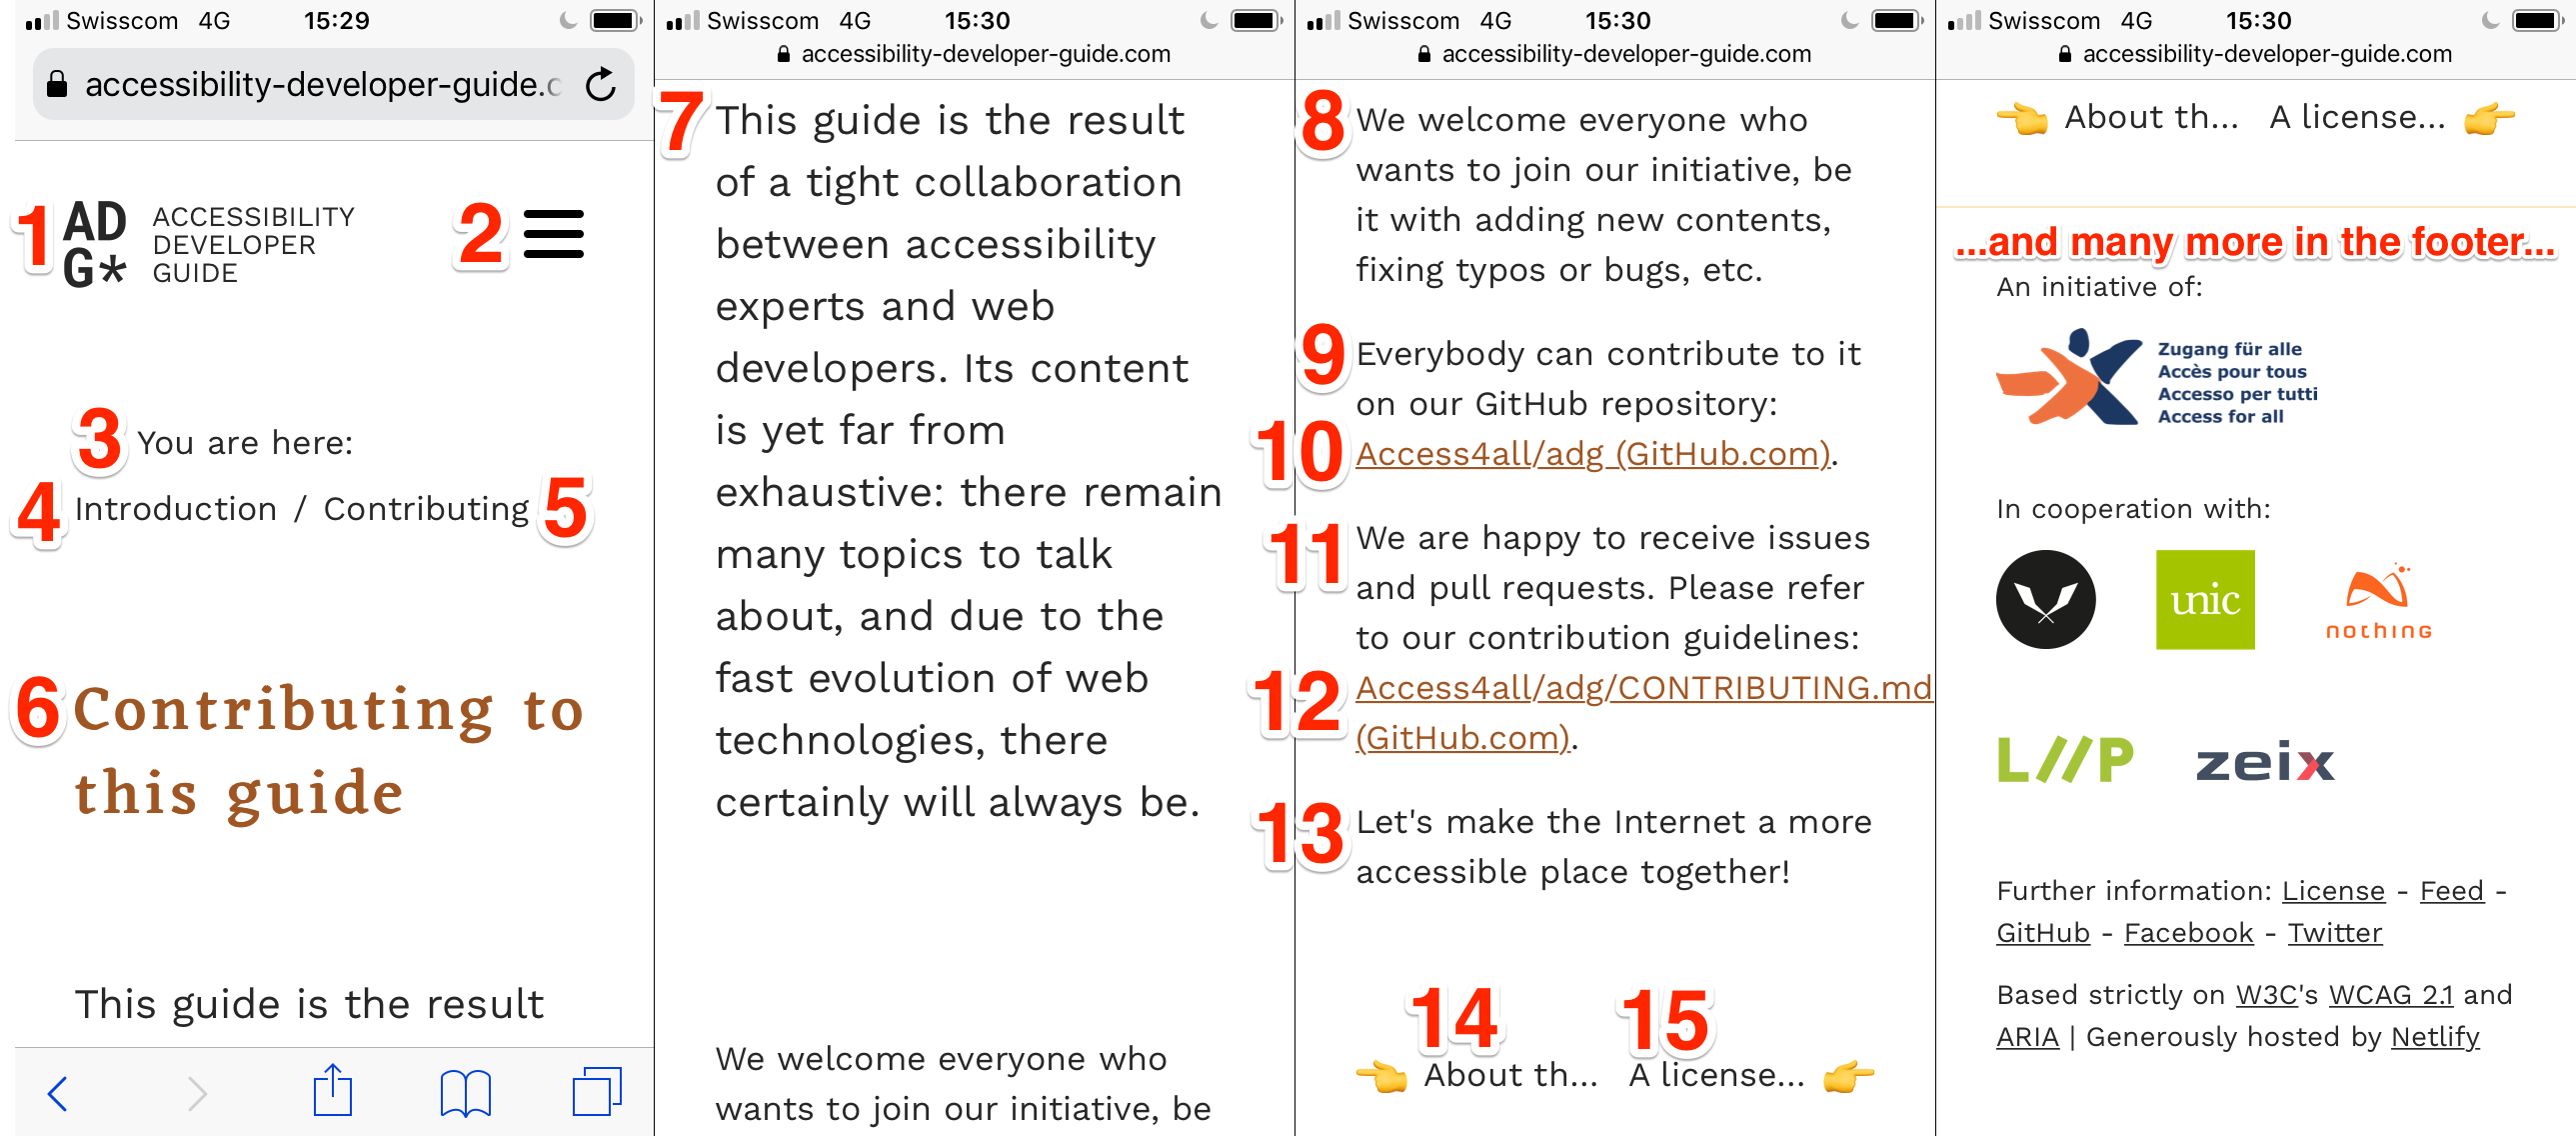 Swisscom 4G 15:29
accessibility-developer-guide.c
1
AD
G*
ACCESSIBILITY
DEVELOPER
GUIDE
2
3 You are here:
4 Introduction / Contributing 5
6 Contributing to
this guide
This guide is the result
Swisscom 4G 15:30
accessibility-developer-guide.com
7 This guide is the result
of a tight collaboration
between accessibility
experts and web
developers. Its content
is yet far from
exhaustive: there remain
many topics to talk
about, and due to the
fast evolution of web
technologies, there
certainly will always be.
We welcome everyone who
wants to join our initiative, be
Swisscom 4G 15:30
accessibility-developer-guide.com
8 We welcome everyone who
wants to join our initiative, be
it with adding new contents,
fixing typos or bugs, etc.
9 Everybody can contribute to it
on our GitHub repository:
10 Access4all/adg (GitHub.com).
11 We are happy to receive issues
and pull requests. Please refer
to our contribution guidelines:
12 Access4all/adg/CONTRIBUTING.md
(GitHub.com).
13 Let's make the Internet a more
accessible place together!
14 15
👈 About th... A license... 👉
Swisscom 4G 15:30
accessibility-developer-guide.com
👈 About th... A license... 👉
...and many more in the footer...
An initiative of:
Zugang für alle
Accès pour tous
Accesso per tutti
Access for all
In cooperation with:
unic
nothing
L//P zeix
Further information: License - Feed -
GitHub - Facebook - Twitter
Based strictly on W3C's WCAG 2.1 and
ARIA | Generously hosted by Netlify